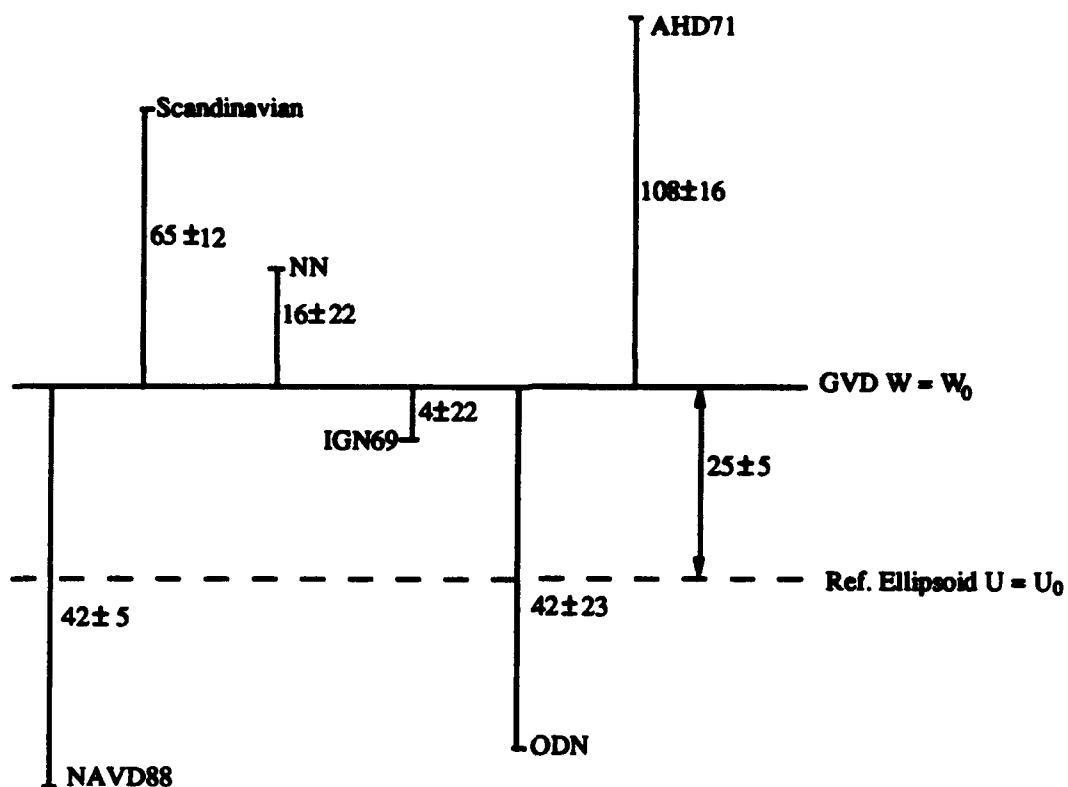 AHD71
Scandinavian
108±16
65±12
NN
16±22
GVD W = W₀
4±22
IGN69
25±5
Ref. Ellipsoid U = U₀
42±5
42±23
ODN
NAVD88